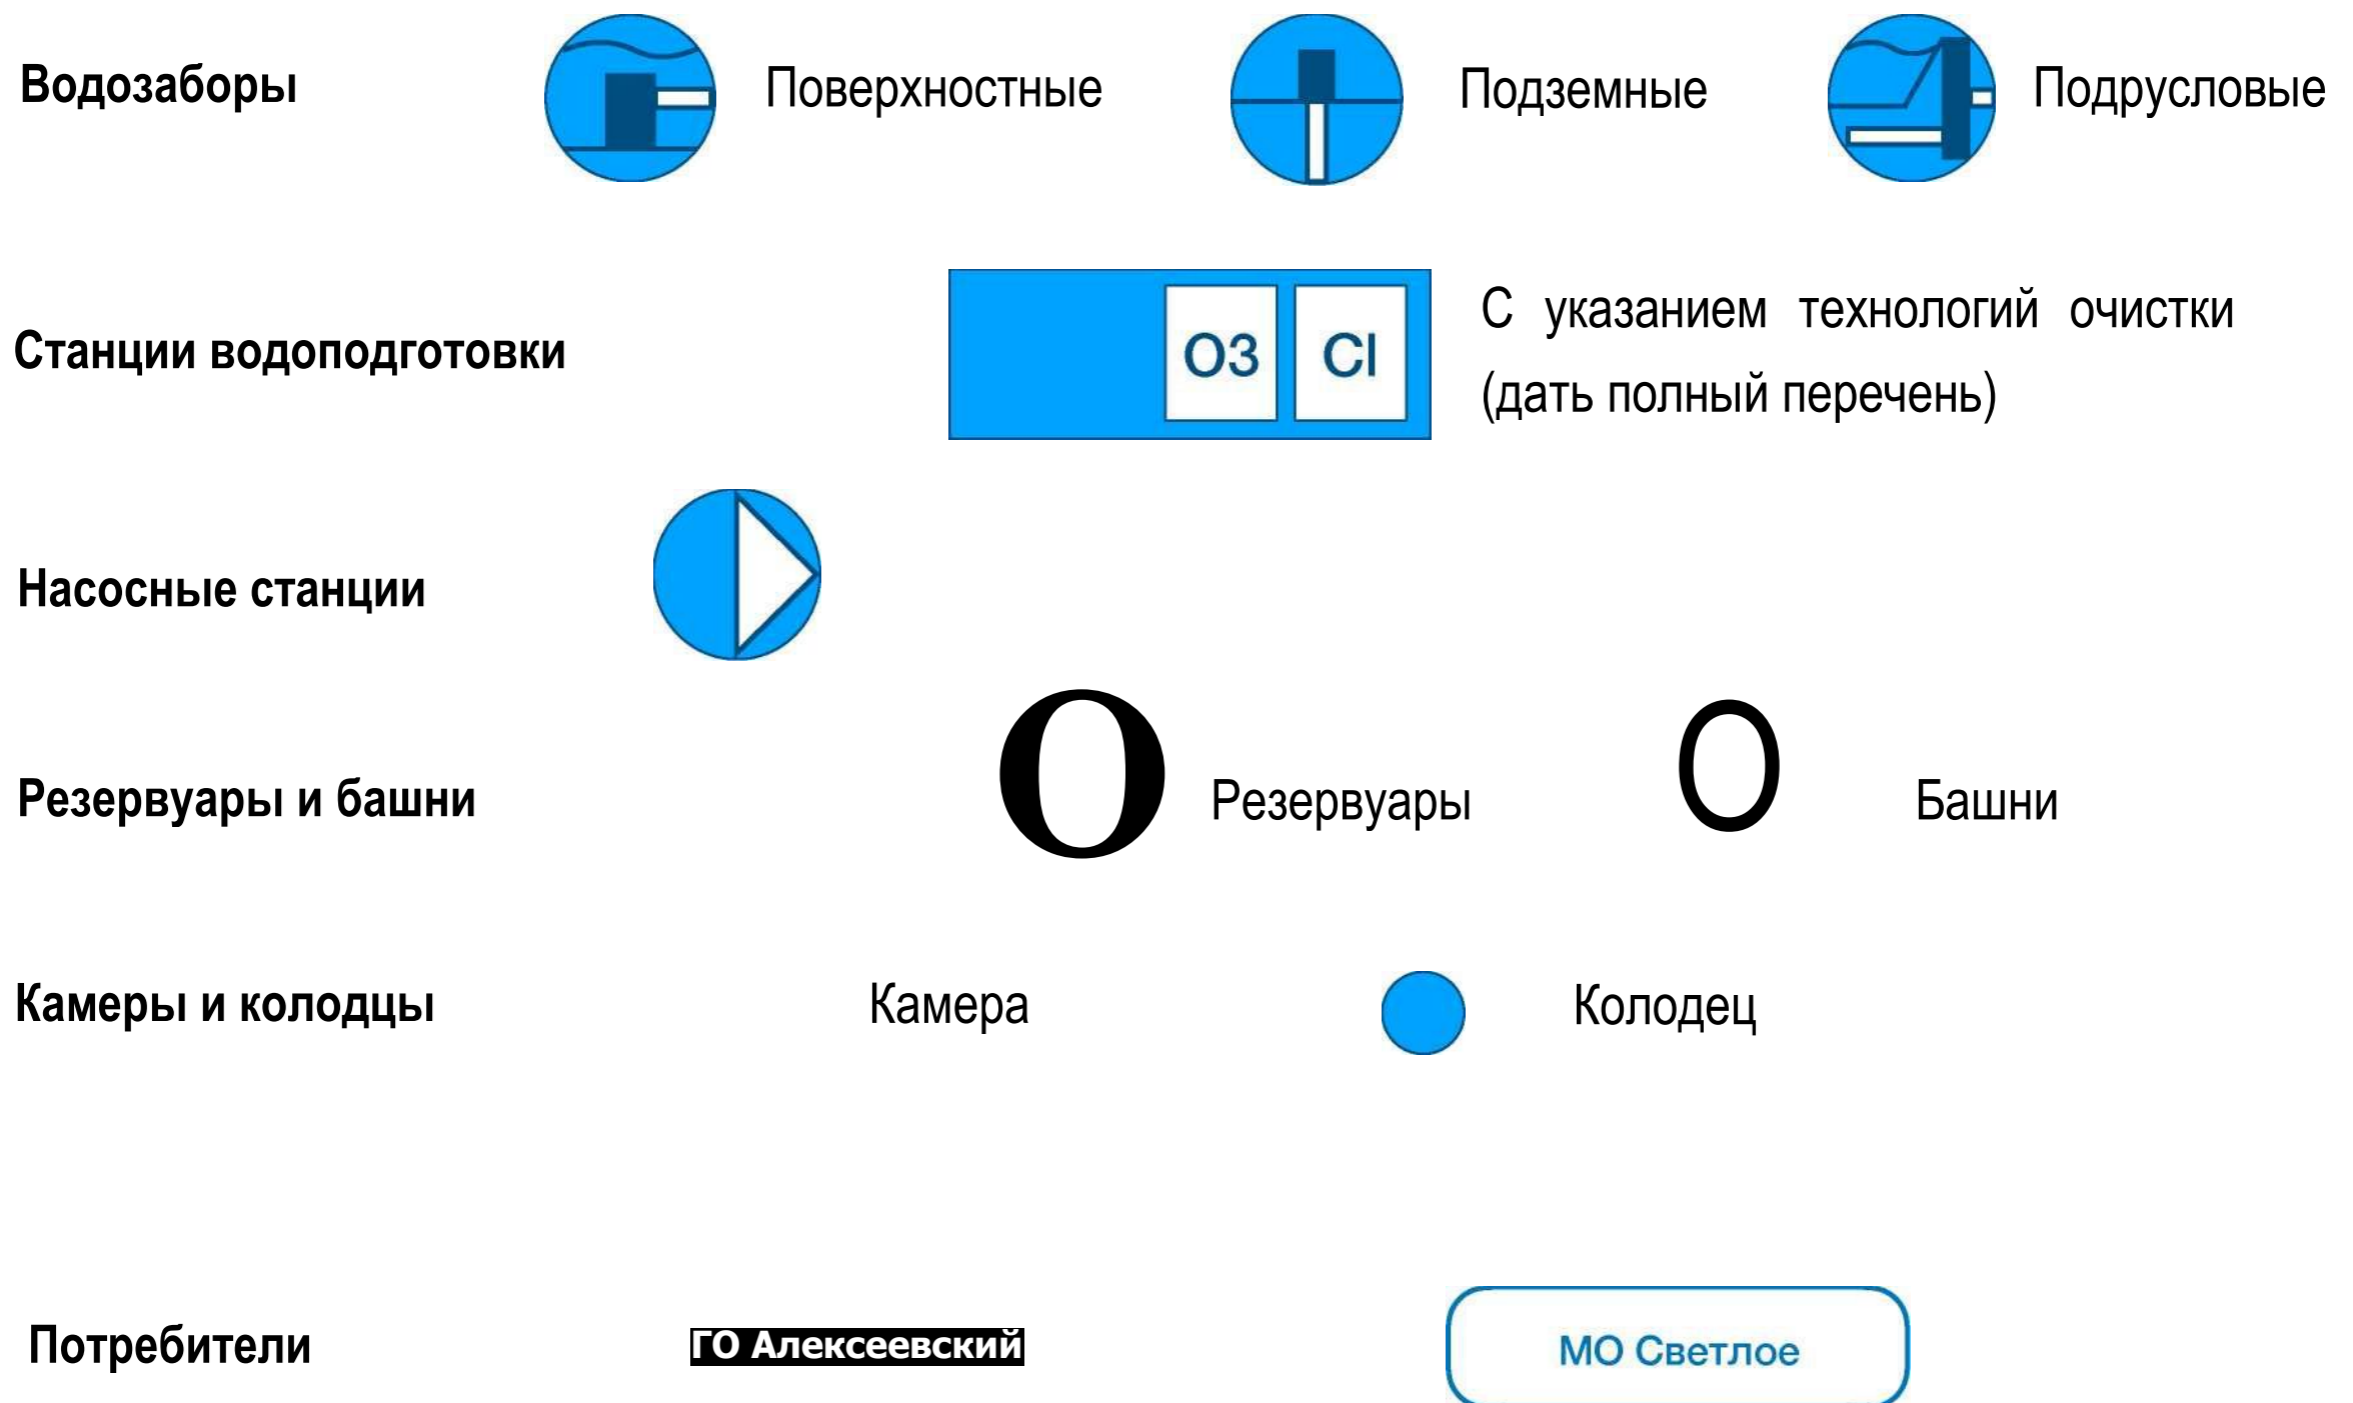 Водозаборы Поверхностные Подземные Подрусловые
Станции водоподготовки O3 Cl С указанием технологий очистки
(дать полный перечень)
Насосные станции
O Резервуары O Башни
Резервуары и башни
Камеры и колодцы Камера Колодец
Потребители ГО Алексеевский МО Светлое